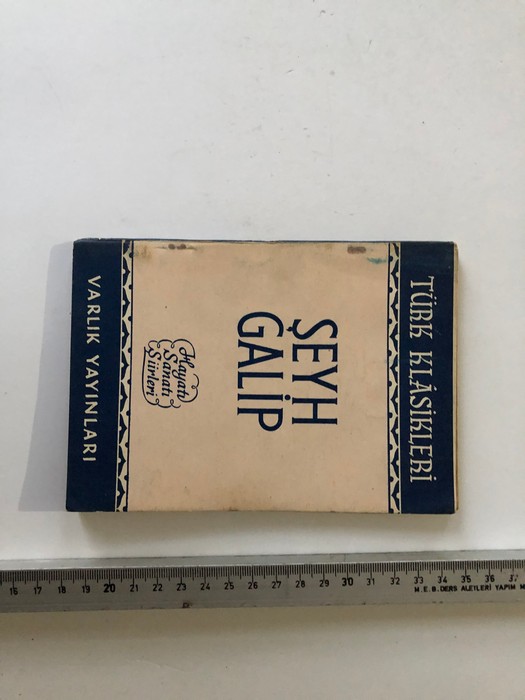 TÜRK KLÂSİKLERİ
ŞEYH
GALİP
Hayatı
Sanatı
Şiirleri
VARLIK YAYINLARI
16 17 18 19 20 21 22 23 24 25 26 27 28 29 30 31 32 33 34 35 36 37
M.E.B. DERS ALETLERİ YAPIM M